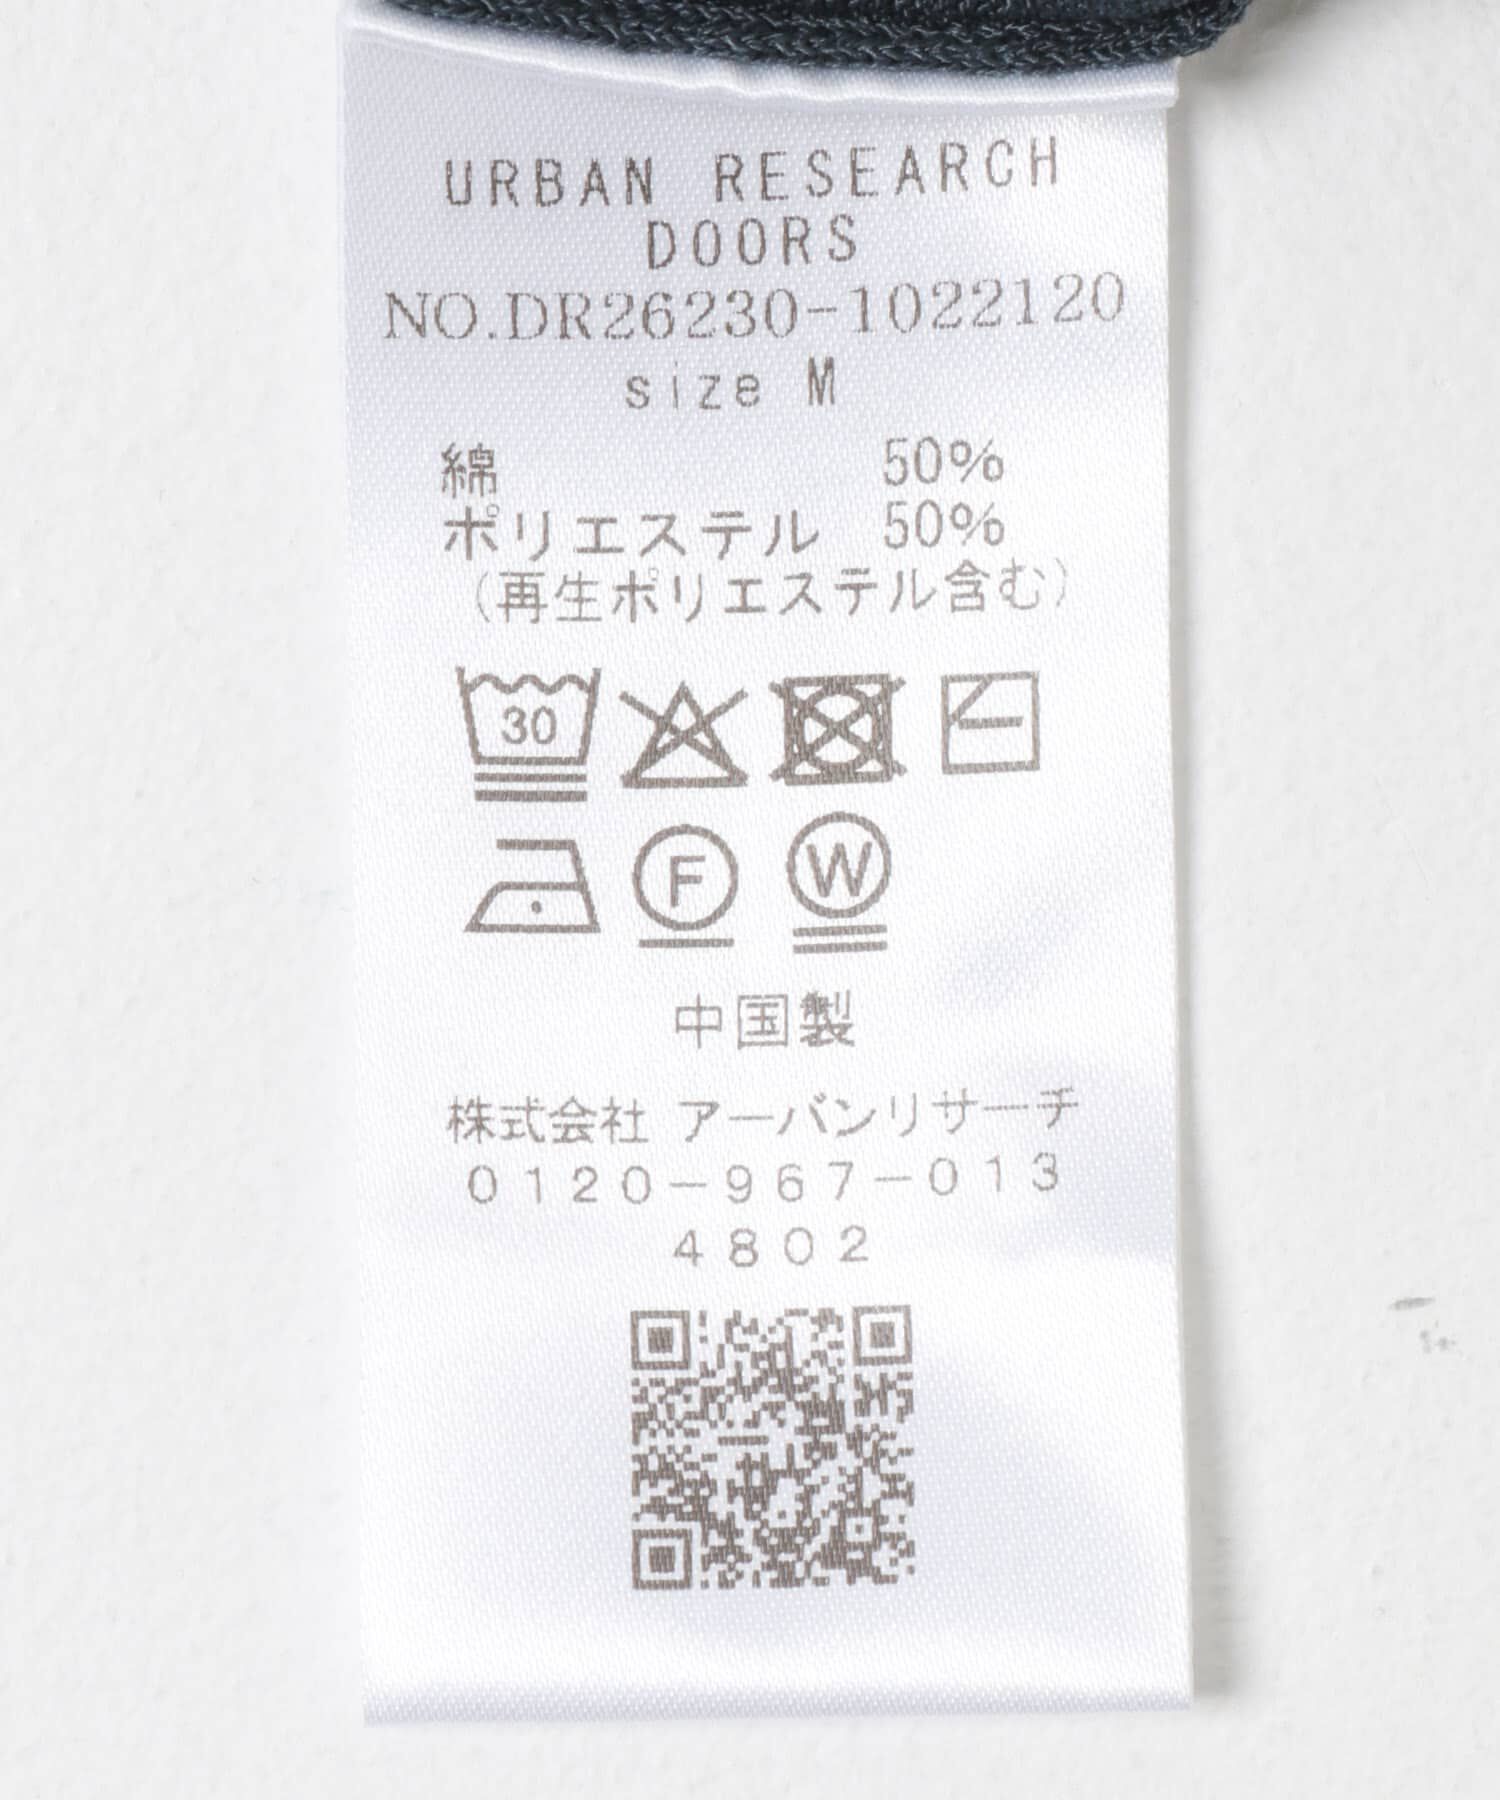 URBAN RESEARCH
DOORS
NO.DR26230-1022120
size M
綿 50%
ポリエステル 50%
(再生ポリエステル含む)
30
F W
中国製
株式会社 アーバンリサーチ
0120-967-013
4802